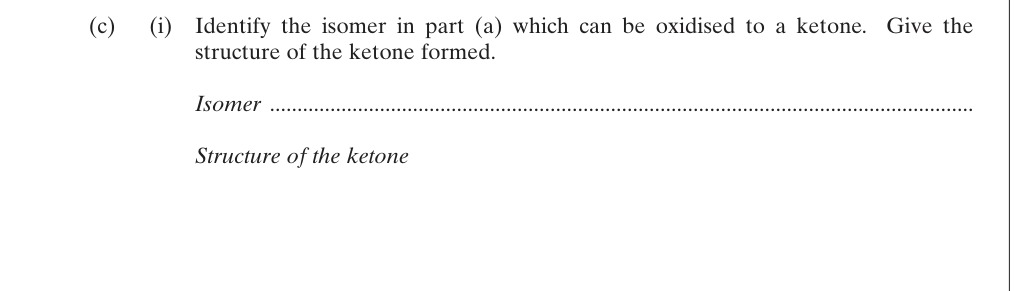 (c) (i) Identify the isomer in part (a) which can be oxidised to a ketone. Give the
structure of the ketone formed.
Isomer ................................................................................................................................
Structure of the ketone